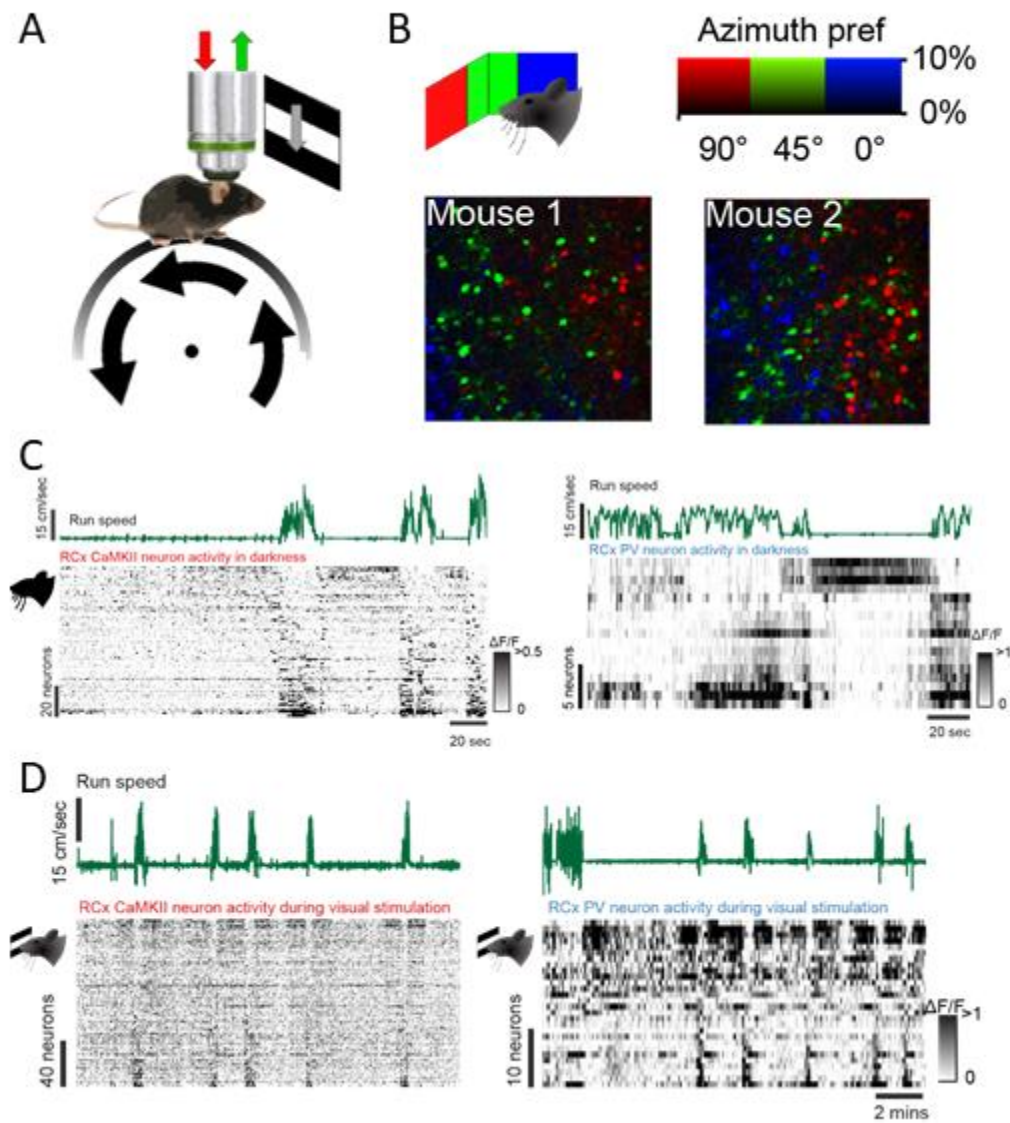 A
B
Azimuth pref
10%
0%
90° 45° 0°
Mouse 1
Mouse 2
C
15 cm/sec
Run speed
RCx CaMKII neuron activity in darkness
20 neurons
ΔF/F
>0.5
0
20 sec
15 cm/sec
Run speed
RCx PV neuron activity in darkness
5 neurons
ΔF/F
>1
0
20 sec
D
Run speed
15 cm/sec
RCx CaMKII neuron activity during visual stimulation
40 neurons
RCx PV neuron activity during visual stimulation
10 neurons
ΔF/F
>1
0
2 mins